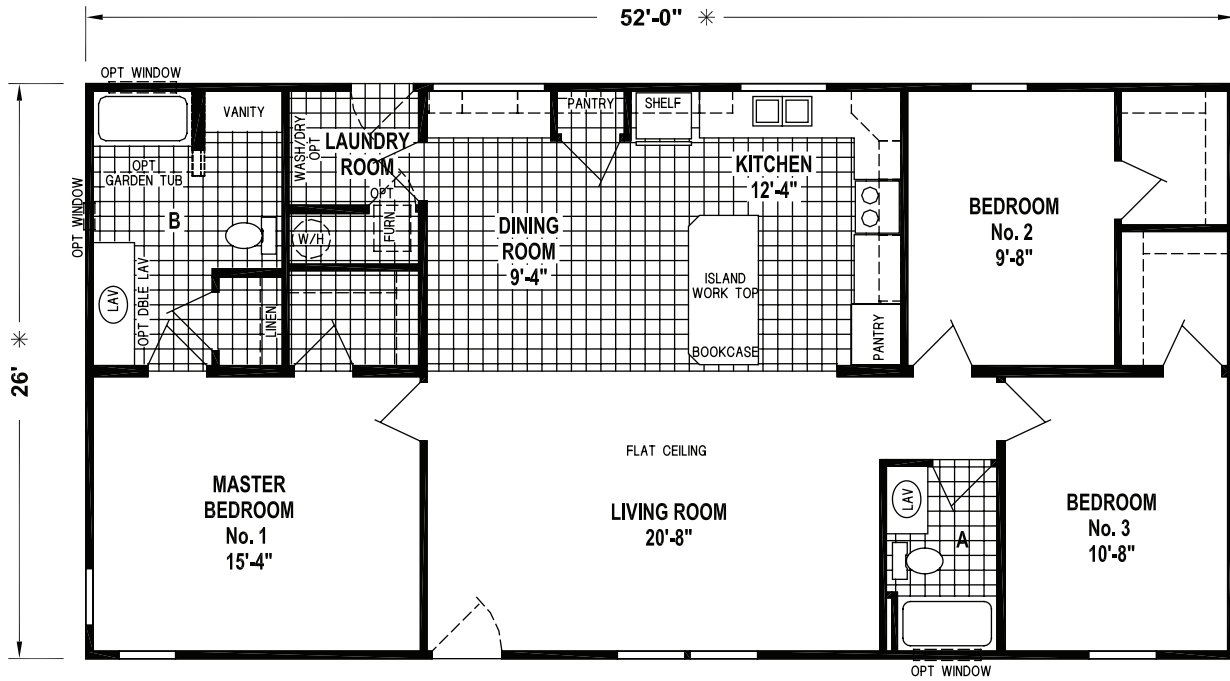 52'-0" ✳
OPT WINDOW
VANITY
PANTRY
SHELF
WASH/DRY
OPT
LAUNDRY
ROOM
OPT
GARDEN TUB
KITCHEN
12'-4"
OPT WINDOW
B
OPT
FURN
W/H
DINING
ROOM
9'-4"
BEDROOM
No. 2
9'-8"
ISLAND
WORK TOP
LAV
OPT DBLE LAV
LINEN
BOOKCASE
PANTRY
26' ✳
FLAT CEILING
MASTER
BEDROOM
No. 1
15'-4"
LIVING ROOM
20'-8"
LAV
A
BEDROOM
No. 3
10'-8"
OPT WINDOW